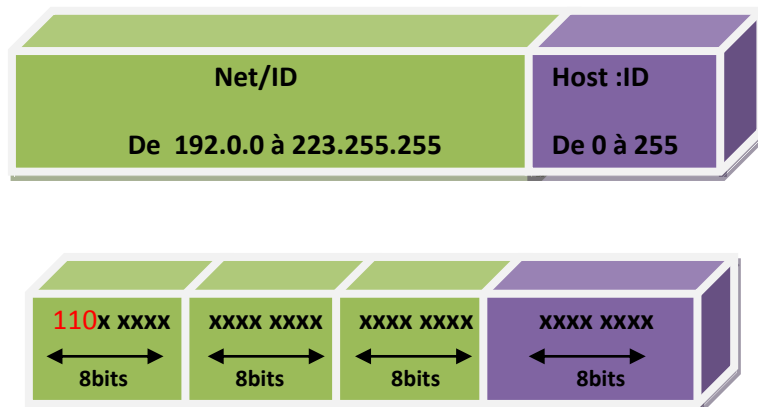 Net/ID Host :ID
De 192.0.0 à 223.255.255 De 0 à 255
110x xxxx xxxx xxxx xxxx xxxx xxxx xxxx
8bits 8bits 8bits 8bits